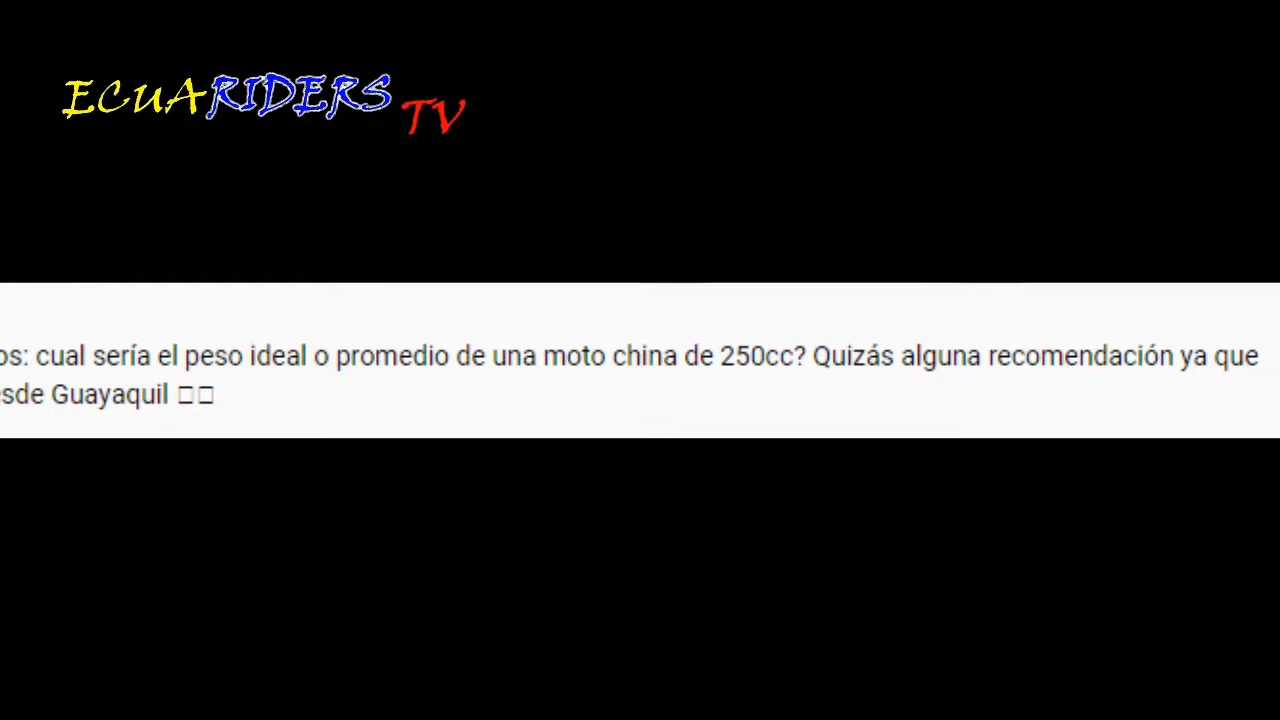 ECUARIDERS TV
os: cual sería el peso ideal o promedio de una moto china de 250cc? Quizás alguna recomendación ya que
esde Guayaquil